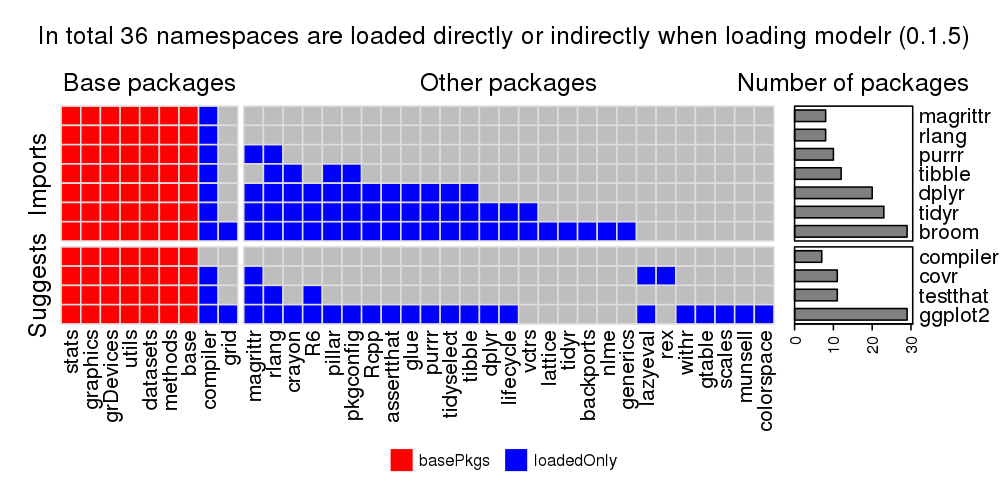 In total 36 namespaces are loaded directly or indirectly when loading modelr (0.1.5)
Base packages
Other packages
Number of packages
Imports
magrittr
rlang
purrr
tibble
dplyr
tidyr
broom
Suggests
compiler
covr
testthat
ggplot2
stats
graphics
grDevices
utils
datasets
methods
base
compiler
grid
magrittr
rlang
crayon
R6
pillar
pkgconfig
Rcpp
assertthat
glue
purrr
tidyselect
tibble
dplyr
lifecycle
vctrs
lattice
tidyr
backports
nlme
generics
lazyeval
rex
withr
gtable
scales
munsell
colorspace
0
10
20
30
basePkgs
loadedOnly